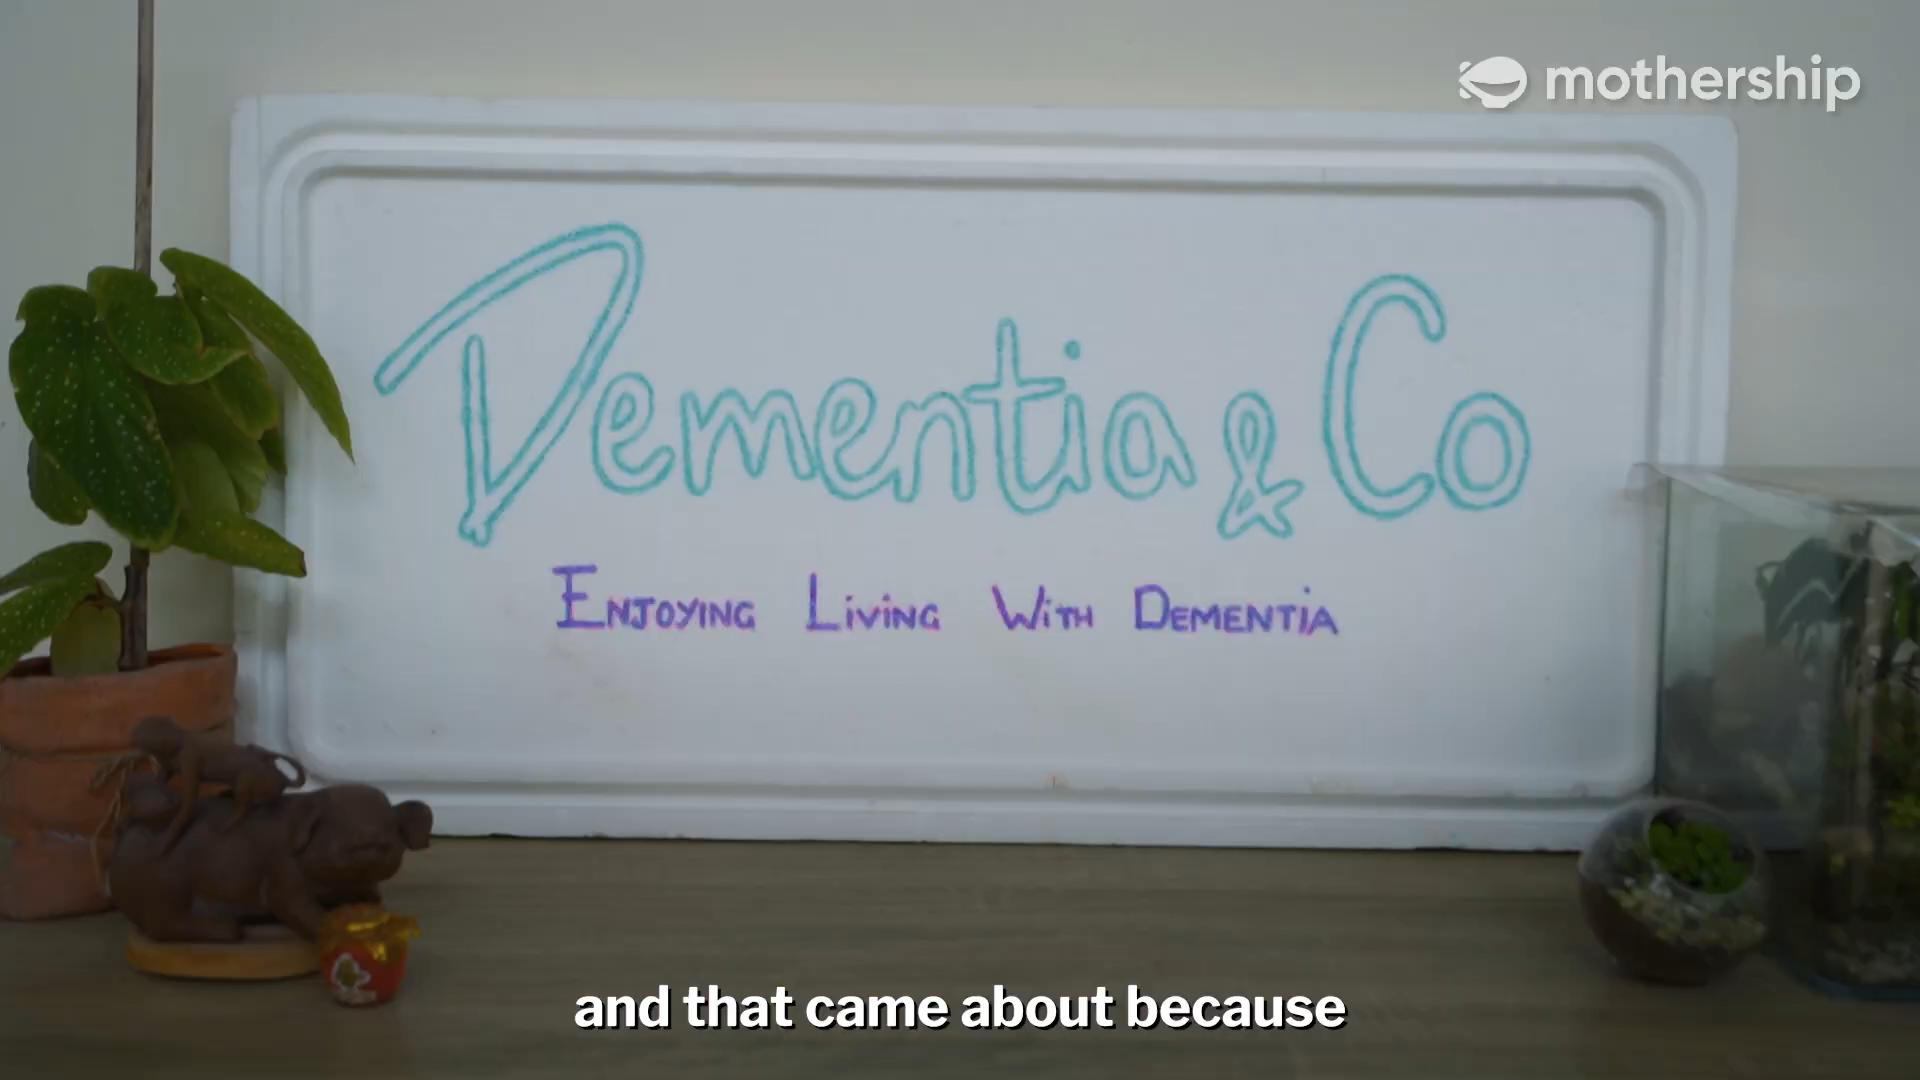 mothership
Dementia & Co
ENJOYING LIVING WITH DEMENTIA
and that came about because